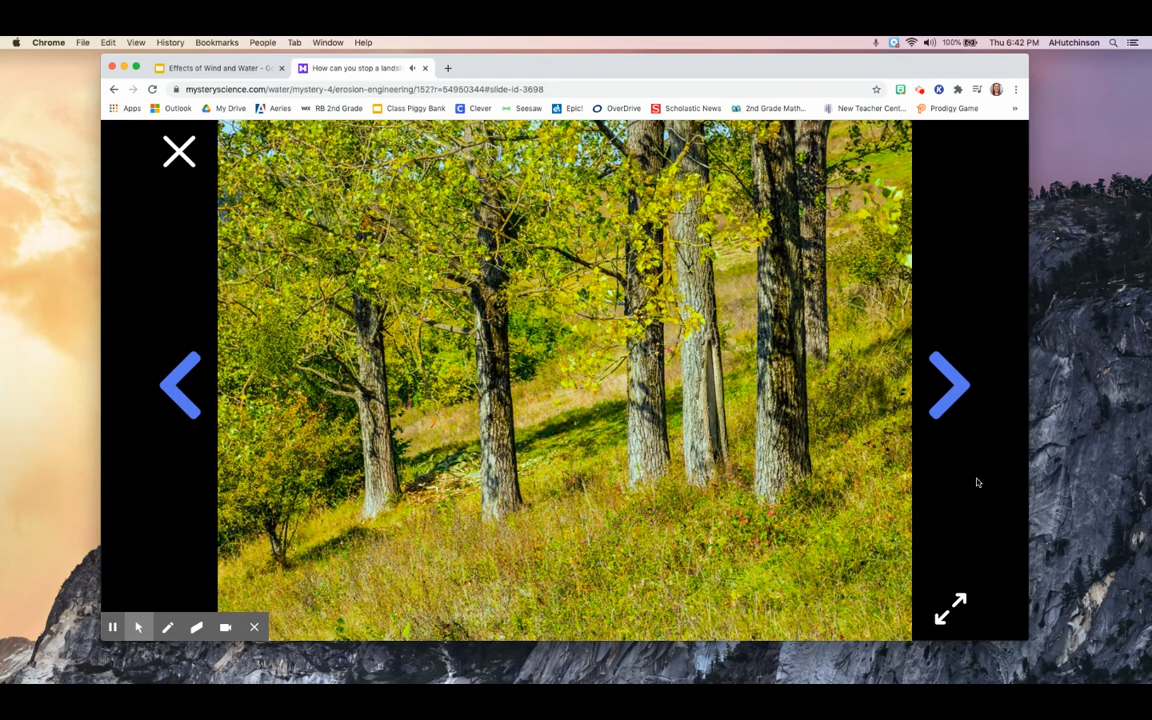 Chrome File Edit View History Bookmarks People Tab Window Help 100% Thu 6:42 PM AHutchinson
Effects of Wind and Water - G How can you stop a landsl
mysteryscience.com/water/mystery-4/erosion-engineering/152?r=54950344#slide-id-3698
Apps Outlook My Drive Aeries RB 2nd Grade Class Piggy Bank Clever Seesaw Epic! OverDrive Scholastic News 2nd Grade Math... New Teacher Cent... Prodigy Game »